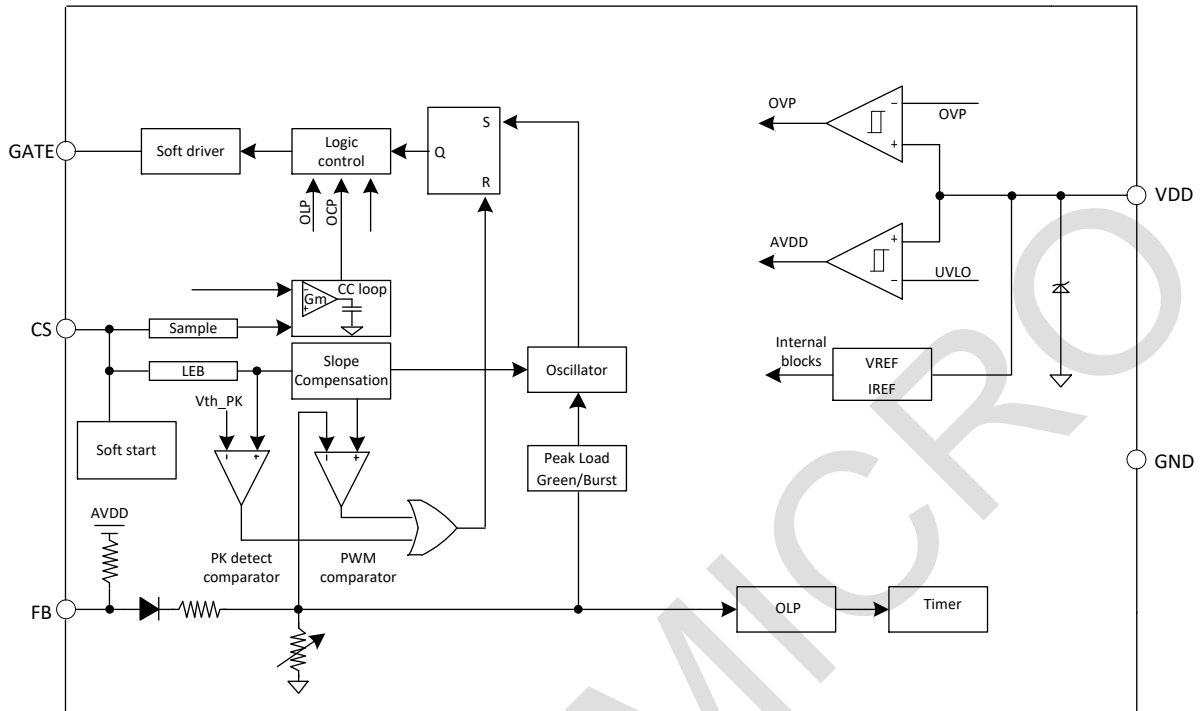 OVP
−
OVP
+
S
GATE
Soft driver
Logic
control
Q
R
OLP
OCP
VDD
AVDD
+
UVLO
−
CC loop
−
+
Gm
CS
Sample
LEB
Slope
Compensation
Oscillator
Internal
blocks
VREF
IREF
Vth_PK
Soft start
−
+
−
+
Peak Load
Green/Burst
GND
AVDD
PK detect
comparator
PWM
comparator
FB
OLP
Timer
MICRO